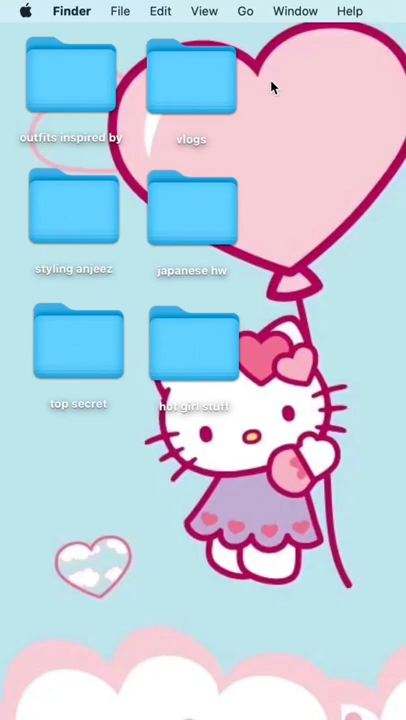 Finder File Edit View Go Window Help
outfits inspired by
vlogs
styling anjeez
japanese hw
top secret
hot girl stuff